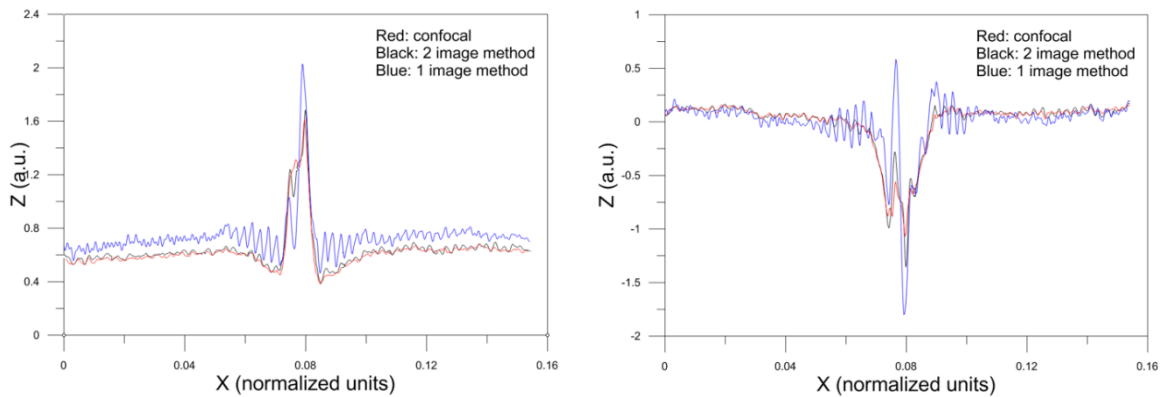 2.4
2
1.6
1.2
0.8
0.4
0
Z (a.u.)
Red: confocal
Black: 2 image method
Blue: 1 image method
0
0.04
0.08
0.12
0.16
X (normalized units)
1
0.5
0
-0.5
-1
-1.5
-2
Z (a.u.)
Red: confocal
Black: 2 image method
Blue: 1 image method
0
0.04
0.08
0.12
0.16
X (normalized units)